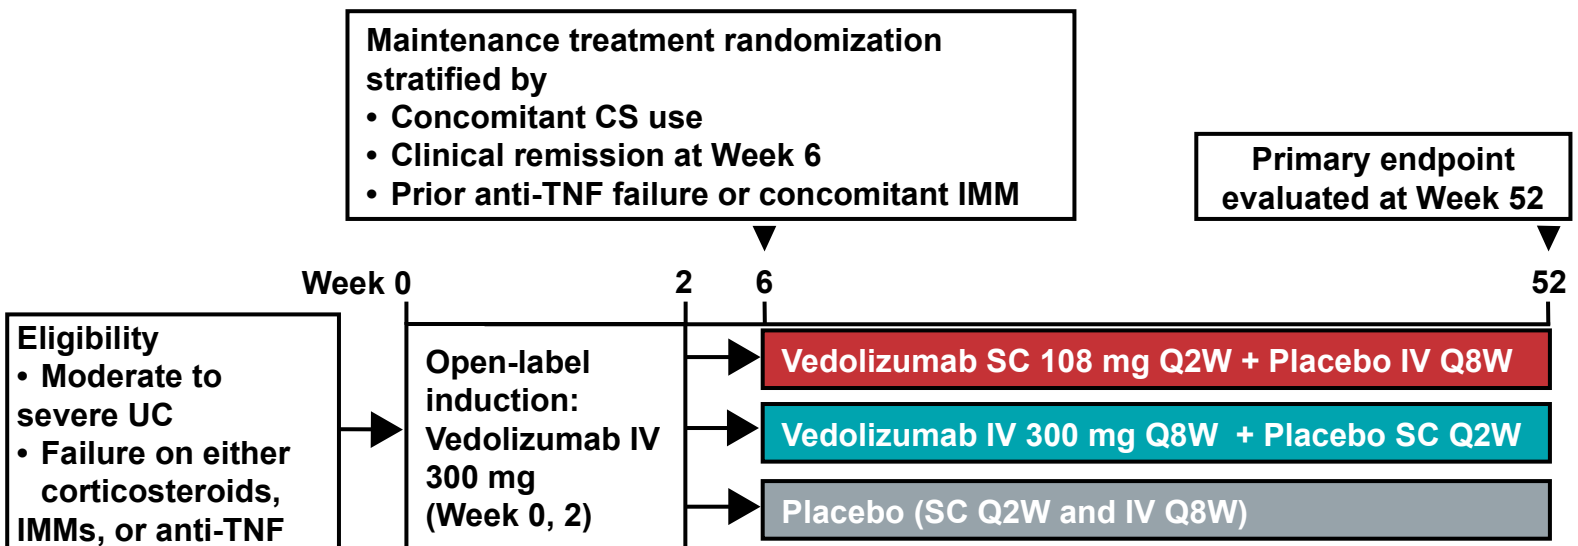 Maintenance treatment randomization
stratified by
• Concomitant CS use
• Clinical remission at Week 6
• Prior anti-TNF failure or concomitant IMM
Primary endpoint
evaluated at Week 52
Week 0
2
6
52
Eligibility
• Moderate to
severe UC
• Failure on either
corticosteroids,
IMMs, or anti-TNF
Open-label
induction:
Vedolizumab IV
300 mg
(Week 0, 2)
Vedolizumab SC 108 mg Q2W + Placebo IV Q8W
Vedolizumab IV 300 mg Q8W + Placebo SC Q2W
Placebo (SC Q2W and IV Q8W)